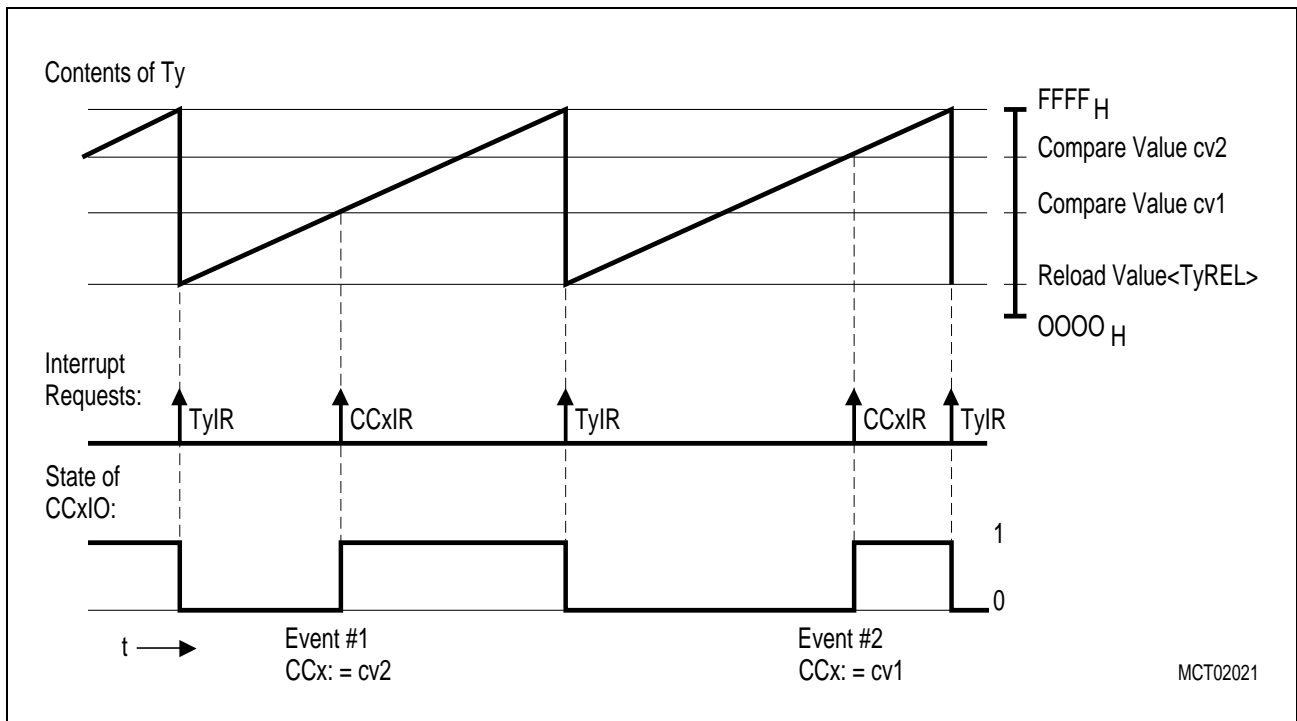 Contents of Ty
FFFF H
Compare Value cv2
Compare Value cv1
Reload Value<TyREL>
OOOO H
Interrupt
Requests:
TyIR
CCxIR
TyIR
CCxIR
TyIR
State of
CCxIO:
1
0
t
Event #1
CCx: = cv2
Event #2
CCx: = cv1
MCT02021